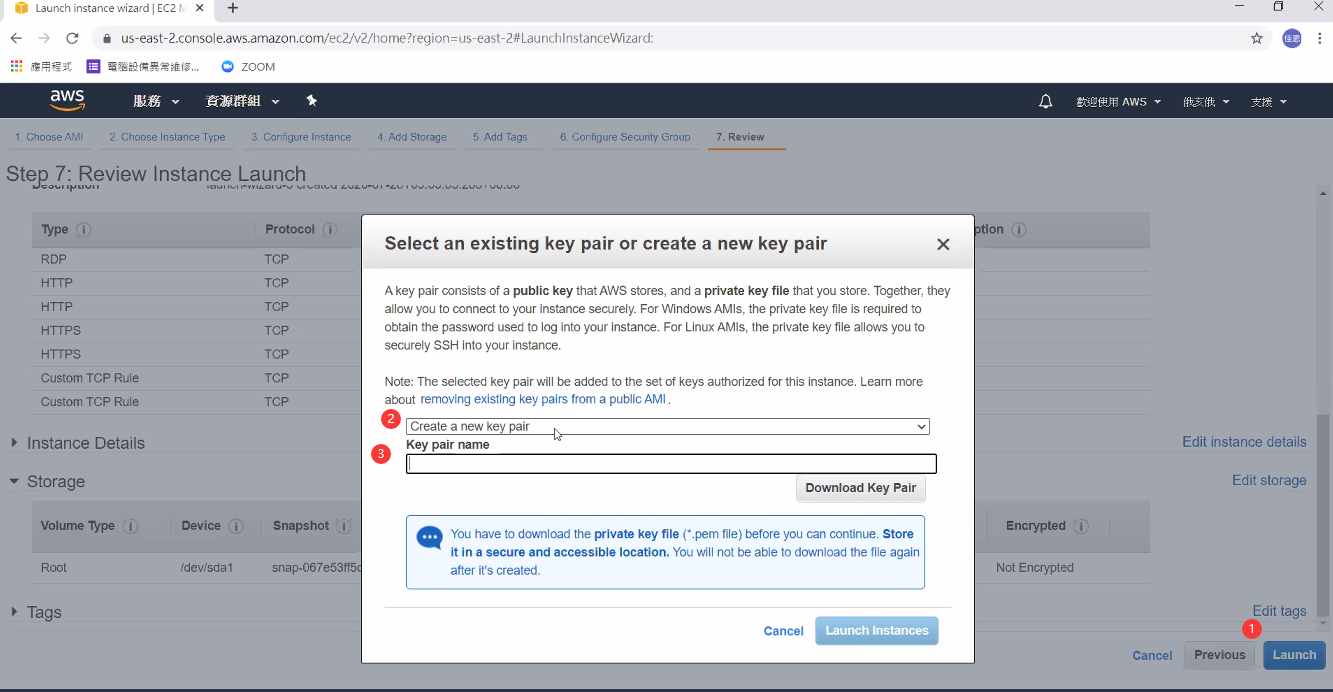 Launch instance wizard | EC2 M
us-east-2.console.aws.amazon.com/ec2/v2/home?region=us-east-2#LaunchInstanceWizard:
佳恩
應用程式
電腦設備異常維修...
ZOOM
aws
服務
資源群組
歡迎使用 AWS
支援
1. Choose AMI
2. Choose Instance Type
3. Configure Instance
4. Add Storage
5. Add Tags
6. Configure Security Group
7. Review
Step 7: Review Instance Launch
Description
Type
Protocol
ption
RDP TCP
HTTP TCP
HTTP TCP
HTTPS TCP
HTTPS TCP
Custom TCP Rule TCP
Custom TCP Rule TCP
Instance Details
Edit instance details
Storage
Edit storage
Volume Type
Device
Snapshot
Encrypted
Root
/dev/sda1
snap-067e53ff5c
Not Encrypted
Tags
Edit tags
Select an existing key pair or create a new key pair
A key pair consists of a public key that AWS stores, and a private key file that you store. Together, they
allow you to connect to your instance securely. For Windows AMIs, the private key file is required to
obtain the password used to log into your instance. For Linux AMIs, the private key file allows you to
securely SSH into your instance.
Note: The selected key pair will be added to the set of keys authorized for this instance. Learn more
about removing existing key pairs from a public AMI .
2
Create a new key pair
Key pair name
3
Download Key Pair
You have to download the private key file (*.pem file) before you can continue. Store
it in a secure and accessible location. You will not be able to download the file again
after it's created.
Cancel
Launch Instances
1
Cancel
Previous
Launch